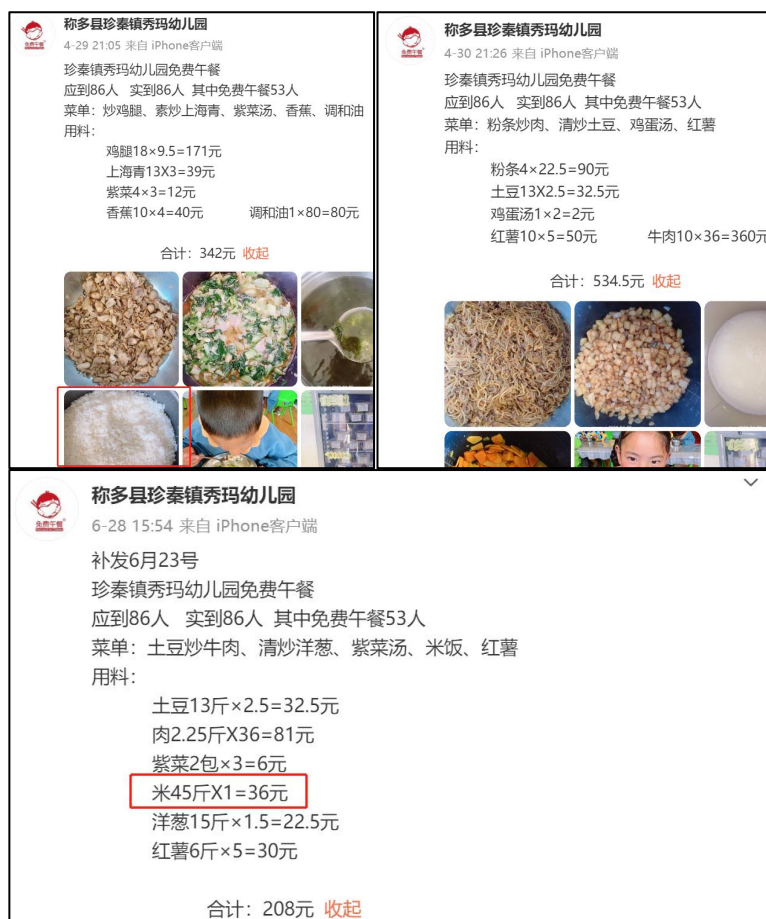 称多县珍秦镇秀玛幼儿园
4-29 21:05 来自 iPhone客户端
珍秦镇秀玛幼儿园免费午餐
应到86人 实到86人 其中免费午餐53人
菜单：炒鸡腿、素炒上海青、紫菜汤、香蕉、调和油
用料：
鸡腿18×9.5=171元
上海青13X3=39元
紫菜4×3=12元
香蕉10×4=40元 调和油1×80=80元
合计：342元 收起
称多县珍秦镇秀玛幼儿园
4-30 21:26 来自 iPhone客户端
珍秦镇秀玛幼儿园免费午餐
应到86人 实到86人 其中免费午餐53人
菜单：粉条炒肉、清炒土豆、鸡蛋汤、红薯
用料：
粉条4×22.5=90元
土豆13X2.5=32.5元
鸡蛋汤1×2=2元
红薯10×5=50元 牛肉10×36=360元
合计：534.5元 收起
称多县珍秦镇秀玛幼儿园
免费午餐
6-28 15:54 来自 iPhone客户端
补发6月23号
珍秦镇秀玛幼儿园免费午餐
应到86人 实到86人 其中免费午餐53人
菜单：土豆炒牛肉、清炒洋葱、紫菜汤、米饭、红薯
用料：
土豆13斤×2.5=32.5元
肉2.25斤X36=81元
紫菜2包×3=6元
米45斤X1=36元
洋葱15斤×1.5=22.5元
红薯6斤×5=30元
合计：208元 收起